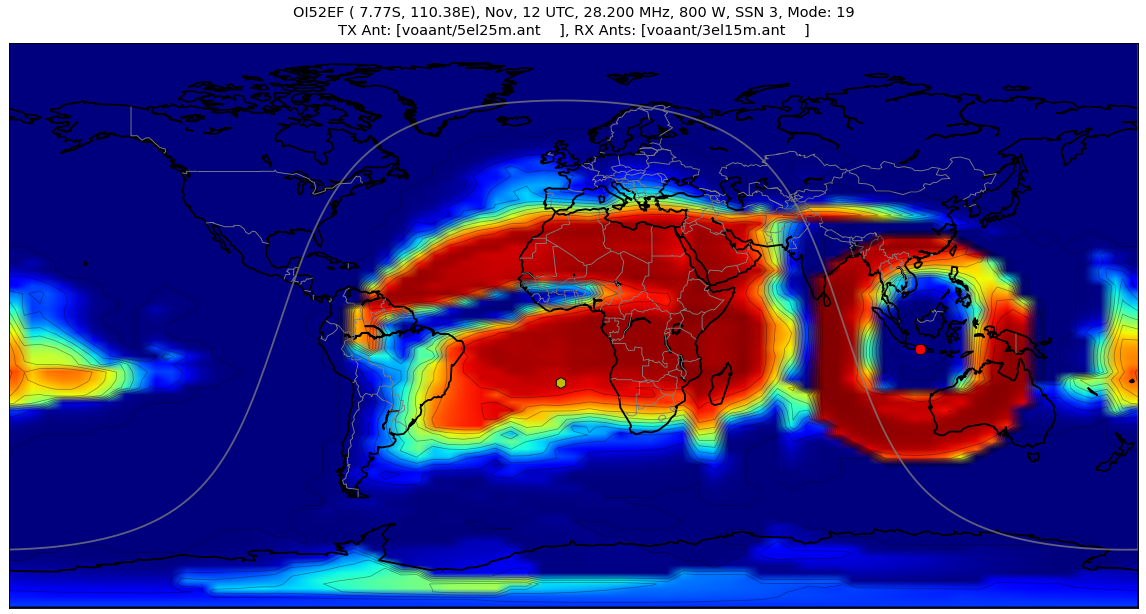 OI52EF ( 7.77S, 110.38E), Nov, 12 UTC, 28.200 MHz, 800 W, SSN 3, Mode: 19
TX Ant: [voaant/5el25m.ant    ], RX Ants: [voaant/3el15m.ant    ]